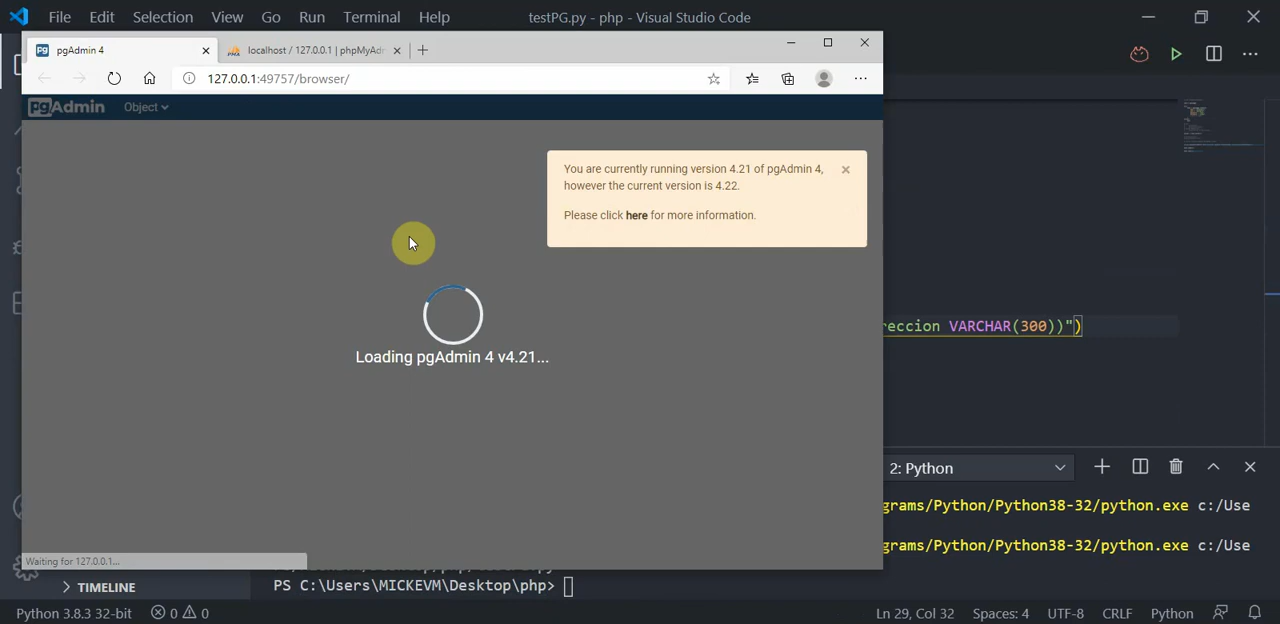 File Edit Selection View Go Run Terminal Help testPG.py - php - Visual Studio Code
pgAdmin 4 localhost / 127.0.0.1 | phpMyAdm
127.0.0.1:49757/browser/
pgAdmin Object
You are currently running version 4.21 of pgAdmin 4,
however the current version is 4.22.
Please click here for more information.
Loading pgAdmin 4 v4.21...
reccion VARCHAR(300))")
2: Python
grams/Python/Python38-32/python.exe c:/Use
grams/Python/Python38-32/python.exe c:/Use
Waiting for 127.0.0.1...
TIMELINE
PS C:\Users\MICKEVM\Desktop\php>
Python 3.8.3 32-bit 0 0 Ln 29, Col 32 Spaces: 4 UTF-8 CRLF Python